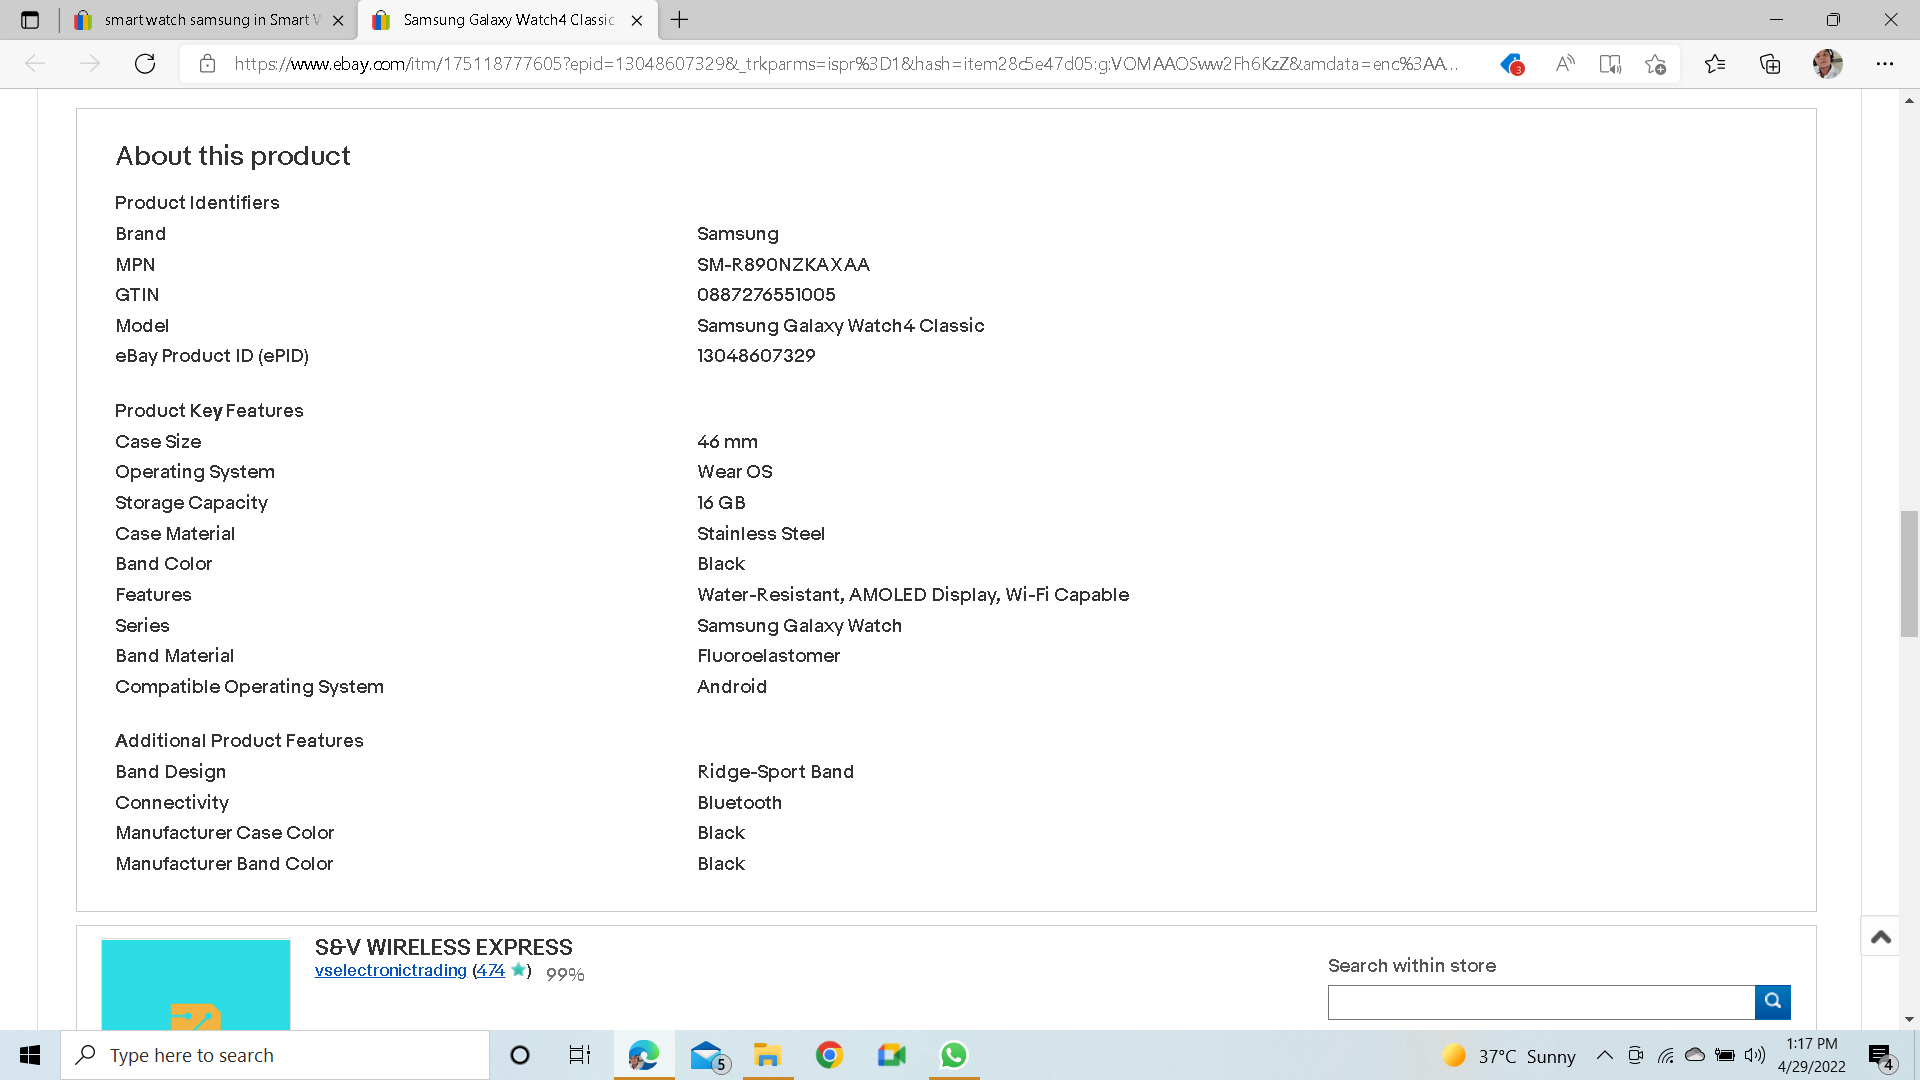 smart watch samsung in Smart W
Samsung Galaxy Watch4 Classic
https://www.ebay.com/itm/175118777605?epid=13048607329&_trkparms=ispr%3D1&hash=item28c5e47d05:g:VOMAAOSww2Fh6KzZ&amdata=enc%3AA...
3
About this product
Product Identifiers
Brand Samsung
MPN SM-R890NZKAXAA
GTIN 0887276551005
Model Samsung Galaxy Watch4 Classic
eBay Product ID (ePID) 13048607329
Product Key Features
Case Size 46 mm
Operating System Wear OS
Storage Capacity 16 GB
Case Material Stainless Steel
Band Color Black
Features Water-Resistant, AMOLED Display, Wi-Fi Capable
Series Samsung Galaxy Watch
Band Material Fluoroelastomer
Compatible Operating System Android
Additional Product Features
Band Design Ridge-Sport Band
Connectivity Bluetooth
Manufacturer Case Color Black
Manufacturer Band Color Black
S&V WIRELESS EXPRESS
vselectronictrading (474 ★) 99%
Search within store
Type here to search
5
37°C Sunny
1:17 PM
4/29/2022
4